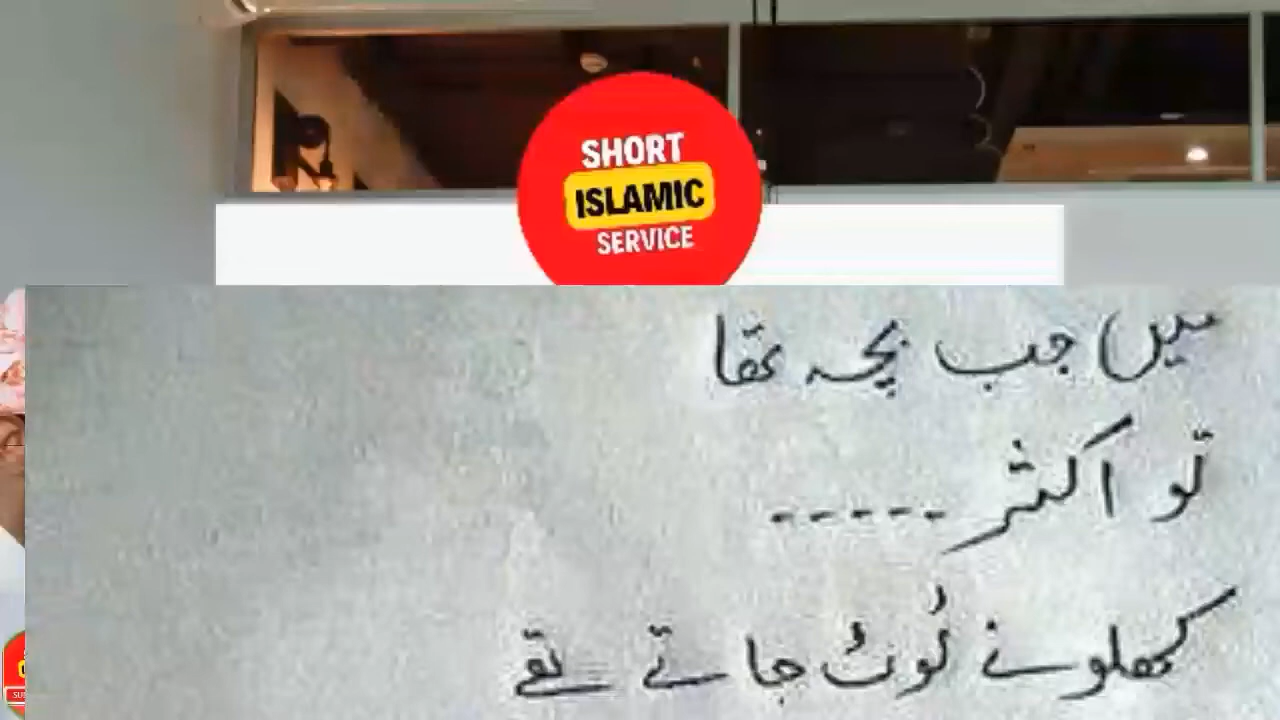 SHORT
ISLAMIC
SERVICE
میں جب بچہ تھا
تو اکثر -----
کھلونے ٹوٹ جاتے تھے